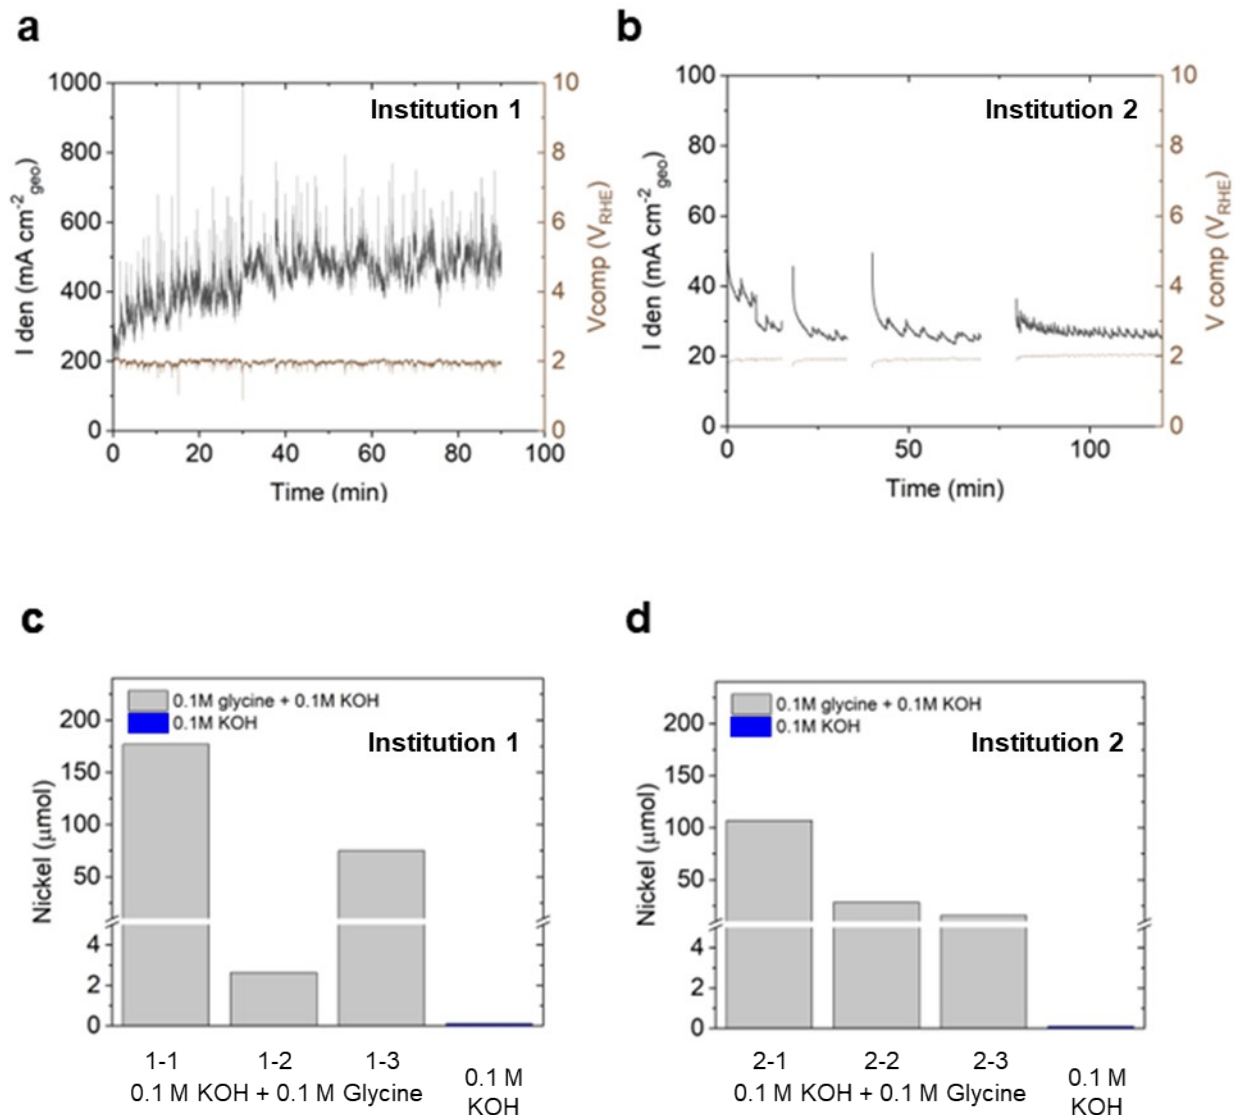 a
Institution 1
1000
800
600
400
200
0
I den (mA cm-2geo)
10
8
6
4
2
0
Vcomp (VRHE)
0 20 40 60 80 100
Time (min)
b
Institution 2
100
80
60
40
20
0
I den (mA cm-2geo)
10
8
6
4
2
0
V comp (VRHE)
0 50 100
Time (min)
c
0.1M glycine + 0.1M KOH
0.1M KOH
Institution 1
200
150
100
50
4
2
0
Nickel (μmol)
1-1 1-2 1-3
0.1 M KOH + 0.1 M Glycine
0.1 M
KOH
d
0.1M glycine + 0.1M KOH
0.1M KOH
Institution 2
200
150
100
50
4
2
0
Nickel (μmol)
2-1 2-2 2-3
0.1 M KOH + 0.1 M Glycine
0.1 M
KOH